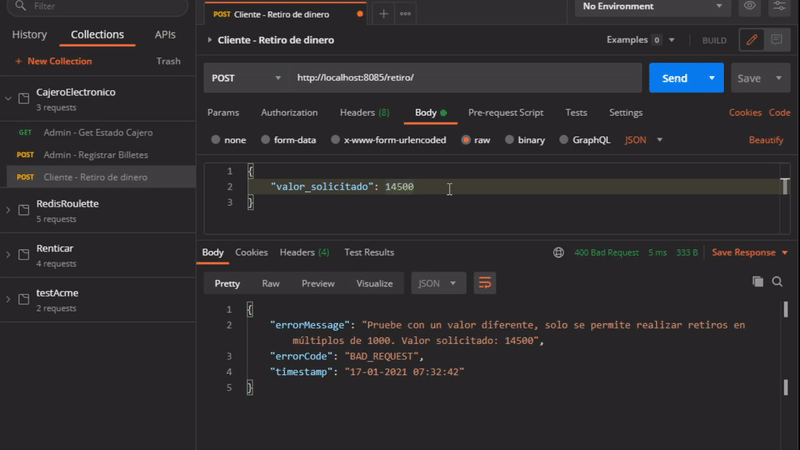 Filter
History
Collections
APIs
+ New Collection
Trash
CajeroElectronico
3 requests
GET Admin - Get Estado Cajero
POST Admin - Registrar Billetes
POST Cliente - Retiro de dinero
RedisRoulette
5 requests
Renticar
4 requests
testAcme
2 requests
POST Cliente - Retiro de dinero
No Environment
Cliente - Retiro de dinero
Examples 0
BUILD
POST
http://localhost:8085/retiro/
Send
Save
Params
Authorization
Headers (8)
Body
Pre-request Script
Tests
Settings
Cookies
Code
none
form-data
x-www-form-urlencoded
raw
binary
GraphQL
JSON
Beautify
1 {
2 "valor_solicitado": 14500
3 }
Body
Cookies
Headers (4)
Test Results
400 Bad Request
5 ms
333 B
Save Response
Pretty
Raw
Preview
Visualize
JSON
1 {
2 "errorMessage": "Pruebe con un valor diferente, solo se permite realizar retiros en
múltiplos de 1000. Valor solicitado: 14500",
3 "errorCode": "BAD_REQUEST",
4 "timestamp": "17-01-2021 07:32:42"
5 }